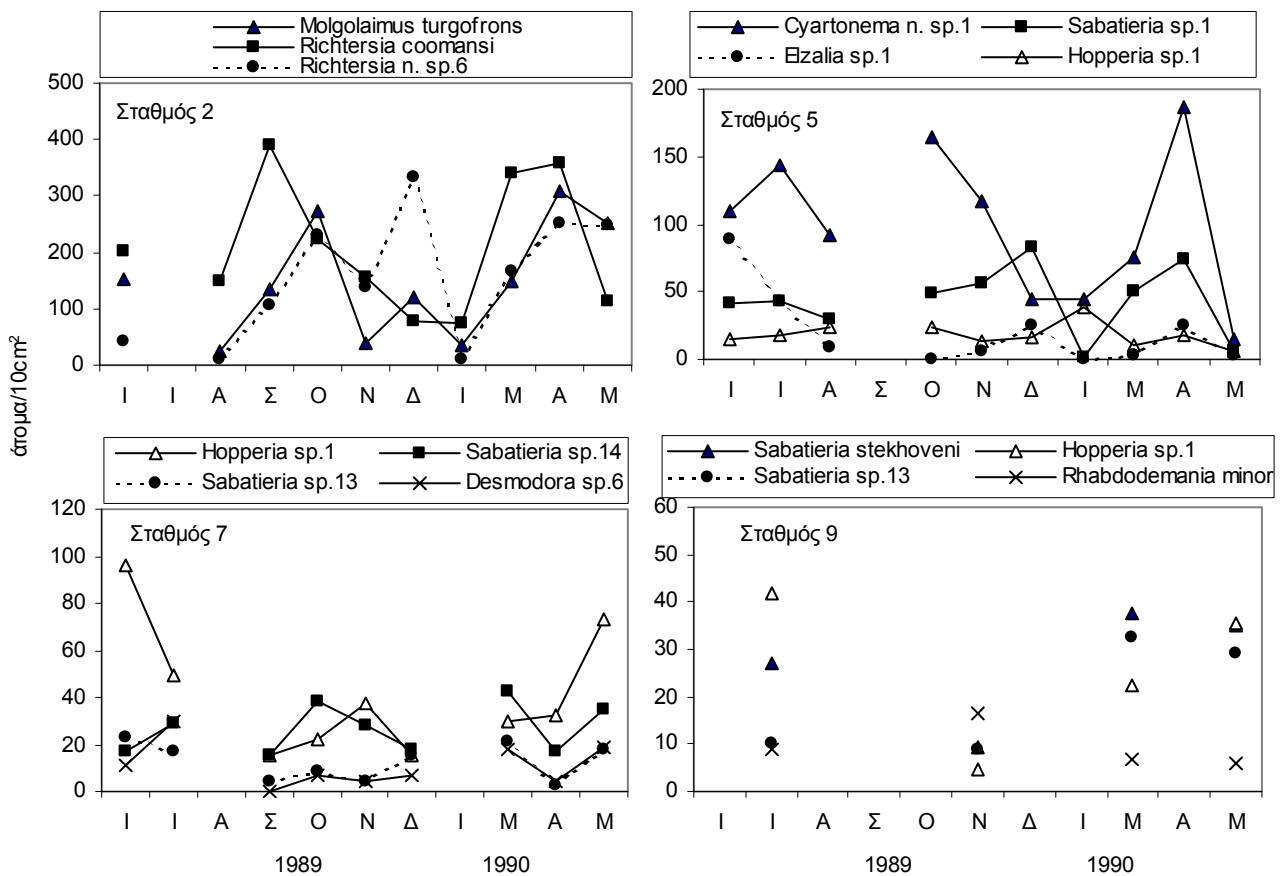 Molgolaimus turgofrons
Richtersia coomansi
Richtersia n. sp.6
Cyartonema n. sp.1 Sabatieria sp.1
Elzalia sp.1 Hopperia sp.1
άτομα/10cm²
Σταθμός 2
500
400
300
200
100
0
Ι Ι Α Σ Ο Ν Δ Ι Μ Α Μ
Σταθμός 5
200
150
100
50
0
Ι Ι Α Σ Ο Ν Δ Ι Μ Α Μ
Hopperia sp.1 Sabatieria sp.14
Sabatieria sp.13 Desmodora sp.6
Σταθμός 7
120
100
80
60
40
20
0
Ι Ι Α Σ Ο Ν Δ Ι Μ Α Μ
1989 1990
Sabatieria stekhoveni Hopperia sp.1
Sabatieria sp.13 Rhabdodemania minor
Σταθμός 9
60
50
40
30
20
10
0
Ι Ι Α Σ Ο Ν Δ Ι Μ Α Μ
1989 1990